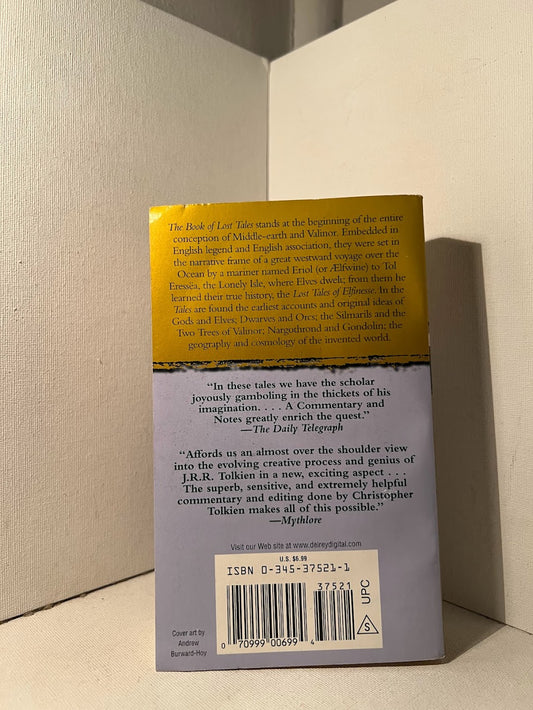 The Book of Lost Tales stands at the beginning of the entire
conception of Middle-earth and Valinor. Embedded in
English legend and English association, they were set in
the narrative frame of a great westward voyage over the
Ocean by a mariner named Eriol (or Ælfwine) to Tol
Eressëa, the Lonely Isle, where Elves dwelt; from him he
learned their true history, the Lost Tales of Elfinesse. In the
Tales are found the earliest accounts and original ideas of
Gods and Elves; Dwarves and Orcs; the Silmarils and the
Two Trees of Valinor; Nargothrond and Gondolin; the
geography and cosmology of the invented world.
“In these tales we have the scholar
joyously gamboling in the thickets of his
imagination. . . . A Commentary and
Notes greatly enrich the quest.”
—The Daily Telegraph
“Affords us an almost over the shoulder view
into the evolving creative process and genius of
J.R.R. Tolkien in a new, exciting aspect . . .
The superb, sensitive, and extremely helpful
commentary and editing done by Christopher
Tolkien makes all of this possible.”
—Mythlore
Visit our Web site at www.delreydigital.com
U.S. $6.99
ISBN 0-345-37521-1
37521
UPC
S
0 70999 00699 4
Cover art by
Andrew
Burward-Hoy